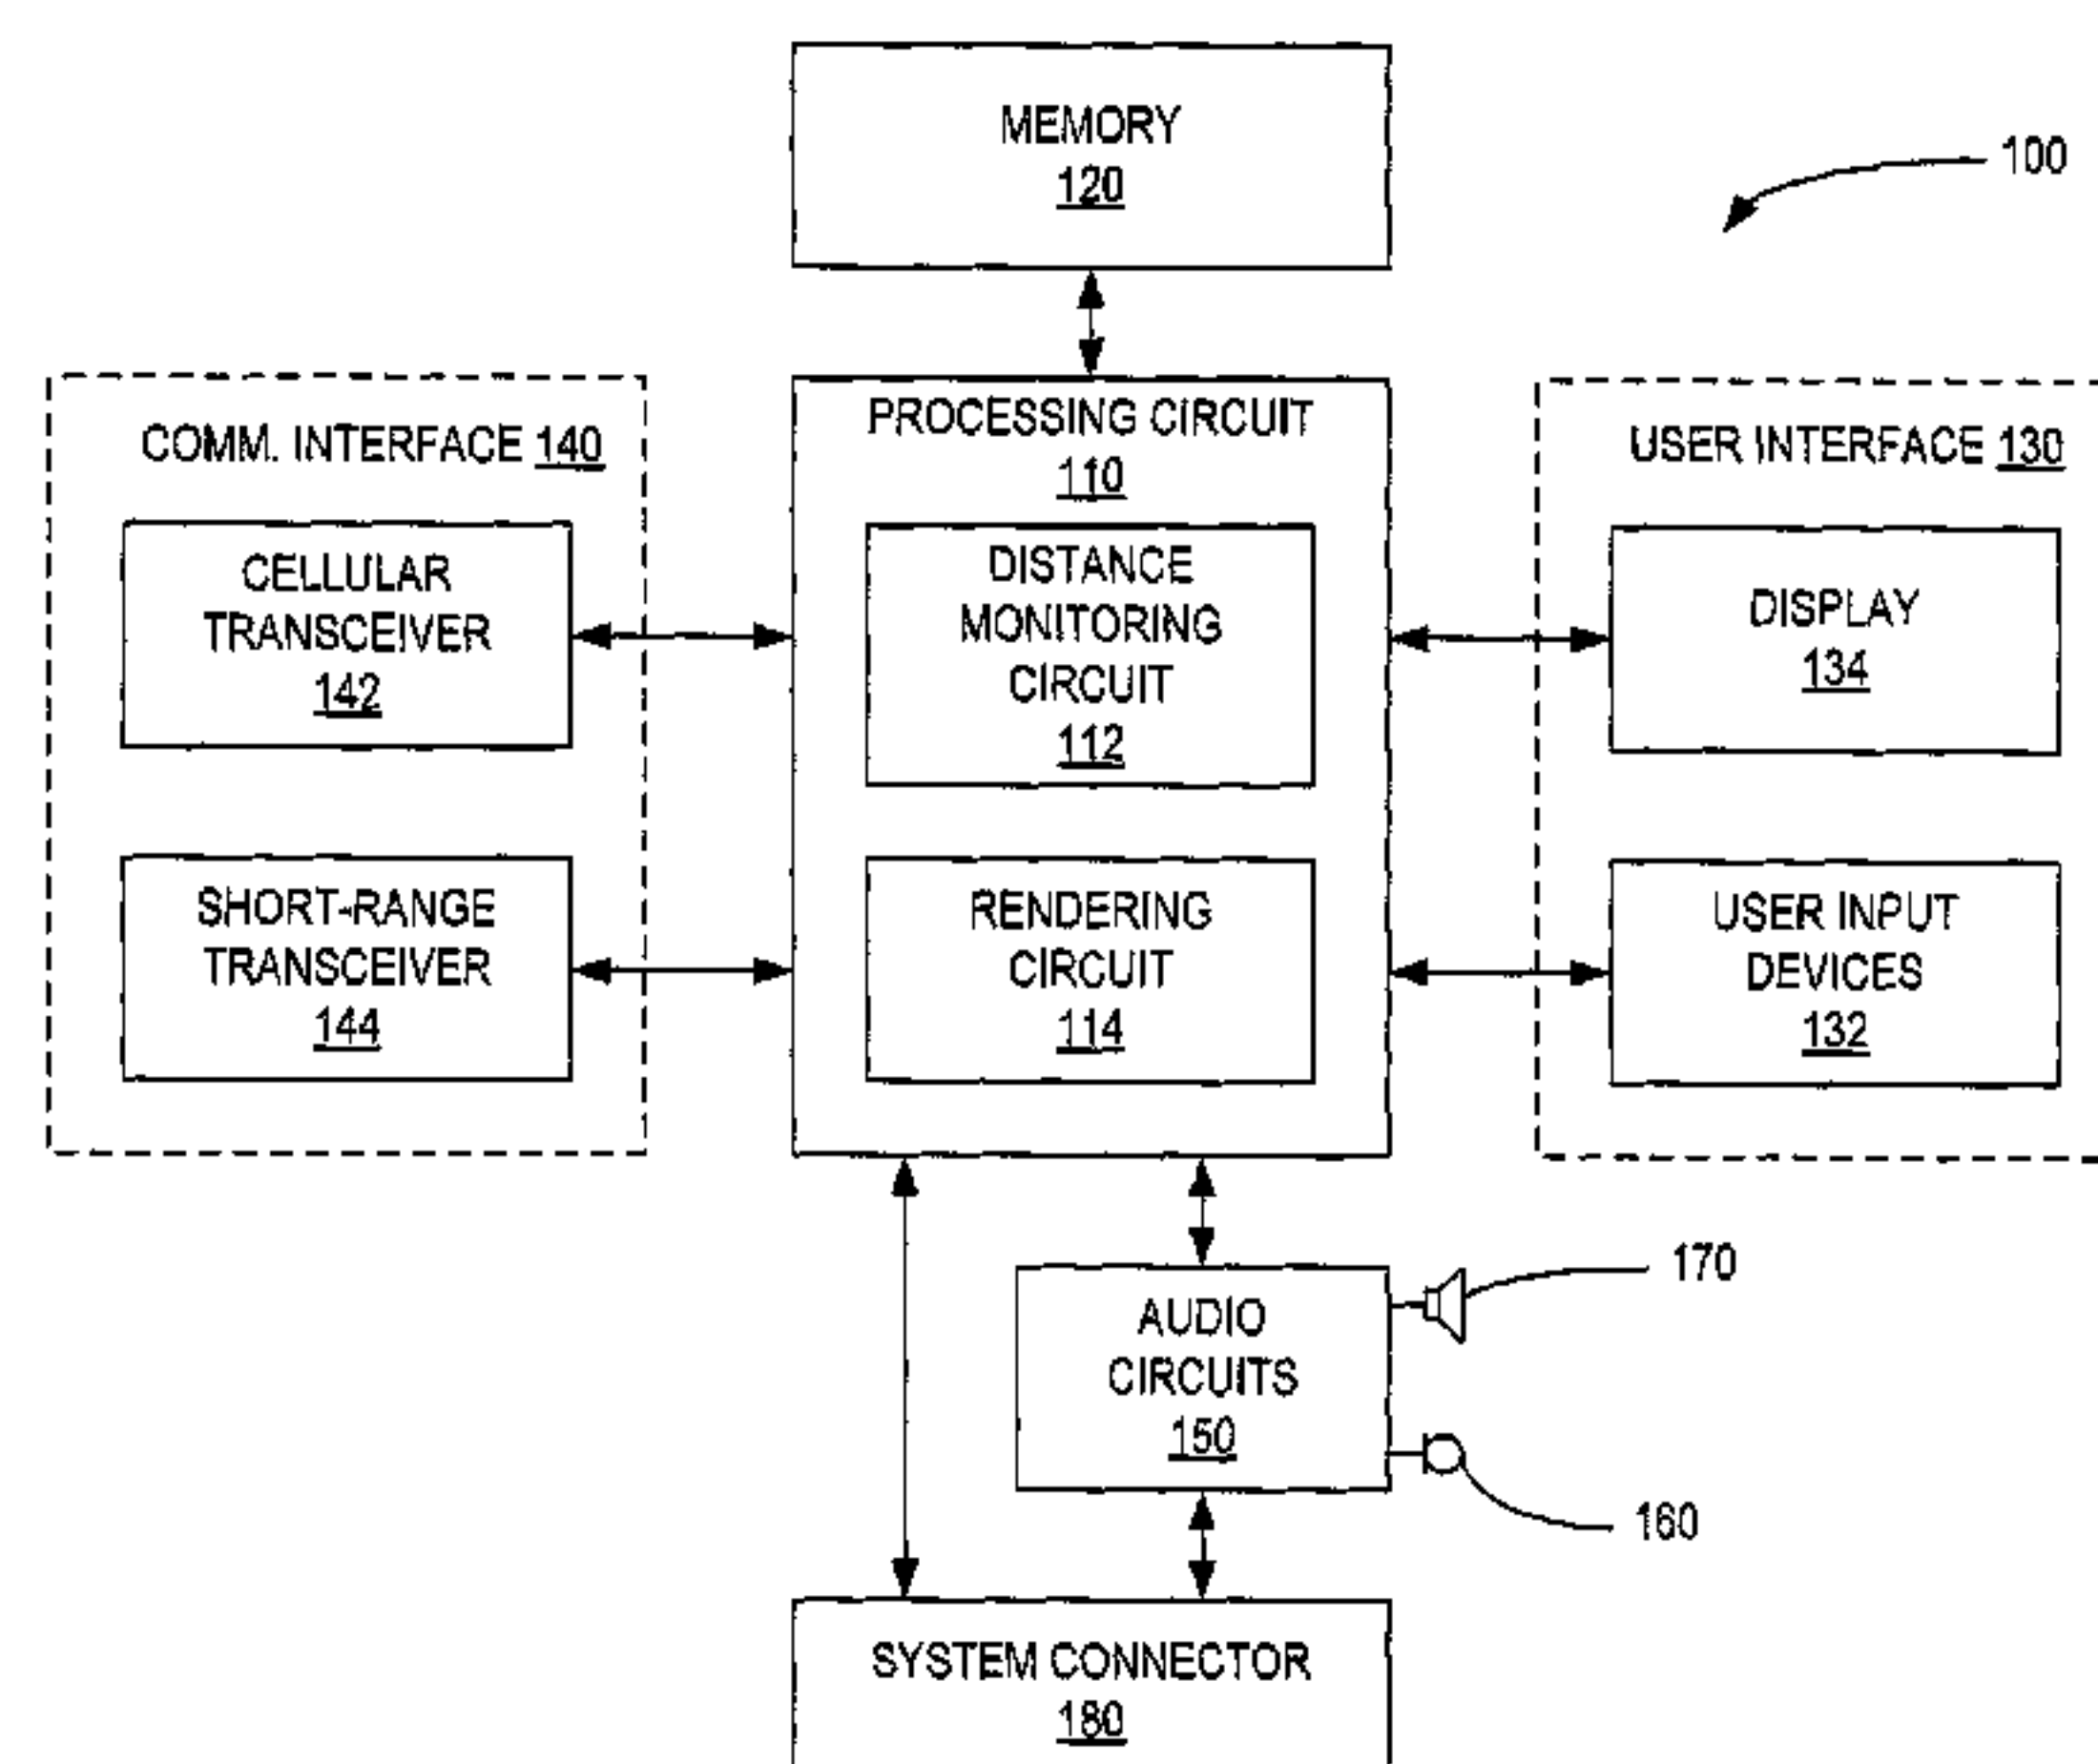 MEMORY
120
100
COMM. INTERFACE 140
CELLULAR
TRANSCEIVER
142
SHORT-RANGE
TRANSCEIVER
144
PROCESSING CIRCUIT
110
DISTANCE
MONITORING
CIRCUIT
112
RENDERING
CIRCUIT
114
USER INTERFACE 130
DISPLAY
134
USER INPUT
DEVICES
132
AUDIO
CIRCUITS
150
170
160
SYSTEM CONNECTOR
180